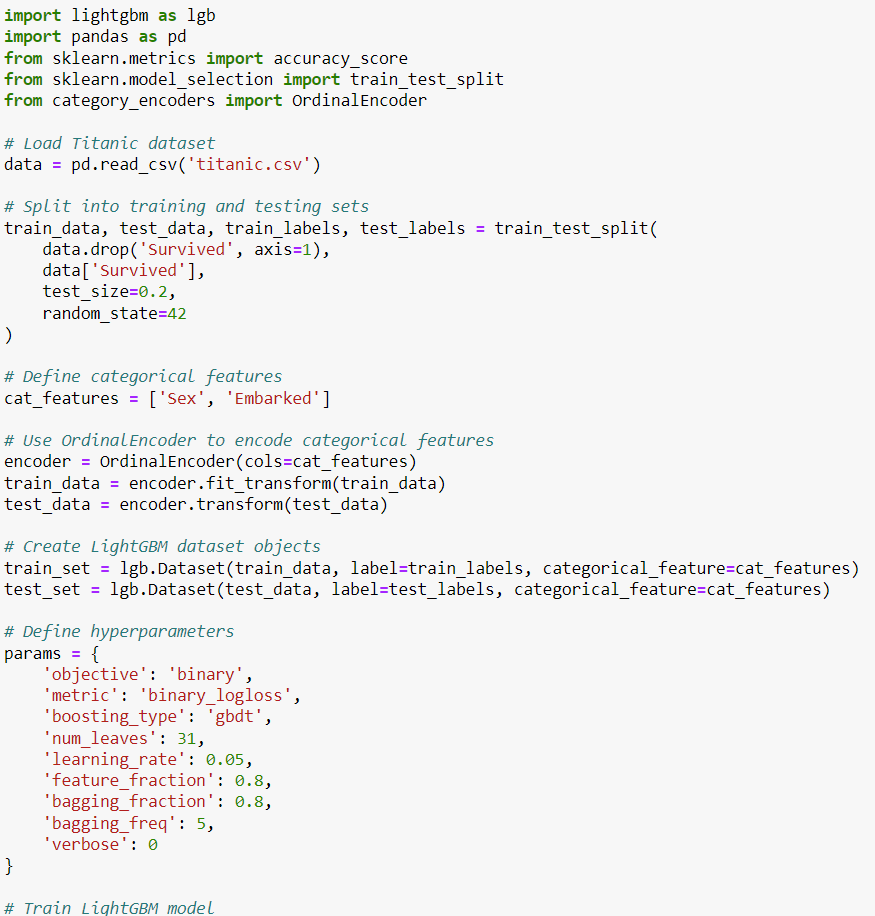 import lightgbm as lgb
import pandas as pd
from sklearn.metrics import accuracy_score
from sklearn.model_selection import train_test_split
from category_encoders import OrdinalEncoder

# Load Titanic dataset
data = pd.read_csv('titanic.csv')

# Split into training and testing sets
train_data, test_data, train_labels, test_labels = train_test_split(
    data.drop('Survived', axis=1),
    data['Survived'],
    test_size=0.2,
    random_state=42
)

# Define categorical features
cat_features = ['Sex', 'Embarked']

# Use OrdinalEncoder to encode categorical features
encoder = OrdinalEncoder(cols=cat_features)
train_data = encoder.fit_transform(train_data)
test_data = encoder.transform(test_data)

# Create LightGBM dataset objects
train_set = lgb.Dataset(train_data, label=train_labels, categorical_feature=cat_features)
test_set = lgb.Dataset(test_data, label=test_labels, categorical_feature=cat_features)

# Define hyperparameters
params = {
    'objective': 'binary',
    'metric': 'binary_logloss',
    'boosting_type': 'gbdt',
    'num_leaves': 31,
    'learning_rate': 0.05,
    'feature_fraction': 0.8,
    'bagging_fraction': 0.8,
    'bagging_freq': 5,
    'verbose': 0
}

# Train LightGBM model